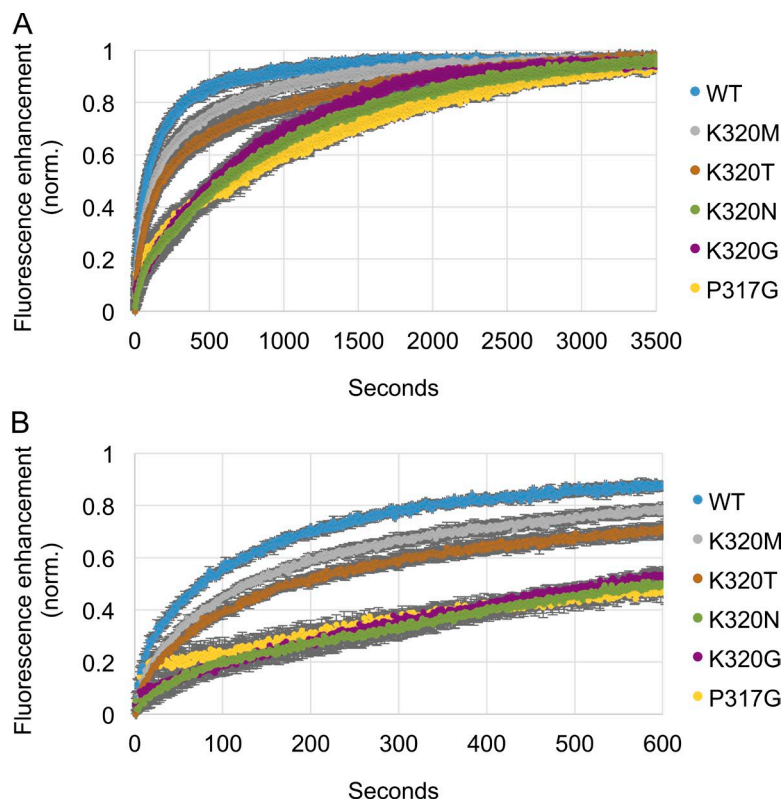 A
Fluorescence enhancement
(norm.)
1
0.8
0.6
0.4
0.2
0
0 500 1000 1500 2000 2500 3000 3500
Seconds
WT
K320M
K320T
K320N
K320G
P317G
B
Fluorescence enhancement
(norm.)
1
0.8
0.6
0.4
0.2
0
0 100 200 300 400 500 600
Seconds
WT
K320M
K320T
K320N
K320G
P317G